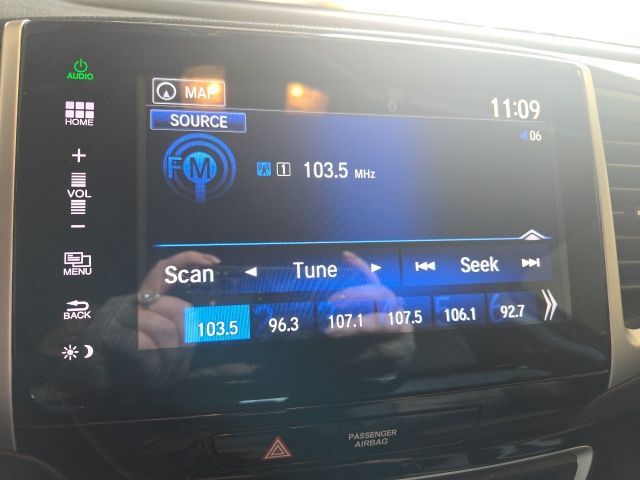 AUDIO
MAP
11:09
HOME
SOURCE
06
FM
1 103.5 MHz
+
VOL
−
Scan Tune Seek
MENU
BACK
103.5 96.3 107.1 107.5 106.1 92.7
PASSENGER
AIRBAG